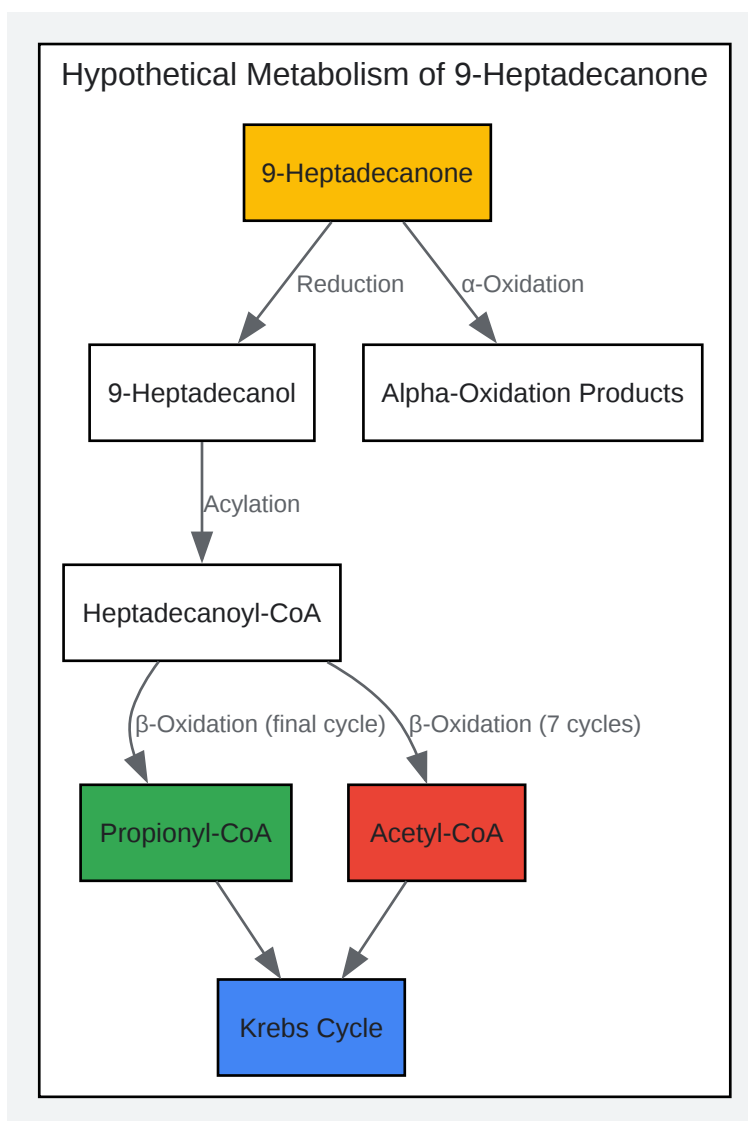 Hypothetical Metabolism of 9-Heptadecanone
9-Heptadecanone
Reduction
α-Oxidation
9-Heptadecanol
Alpha-Oxidation Products
Acylation
Heptadecanoyl-CoA
β-Oxidation (final cycle)
β-Oxidation (7 cycles)
Propionyl-CoA
Acetyl-CoA
Krebs Cycle